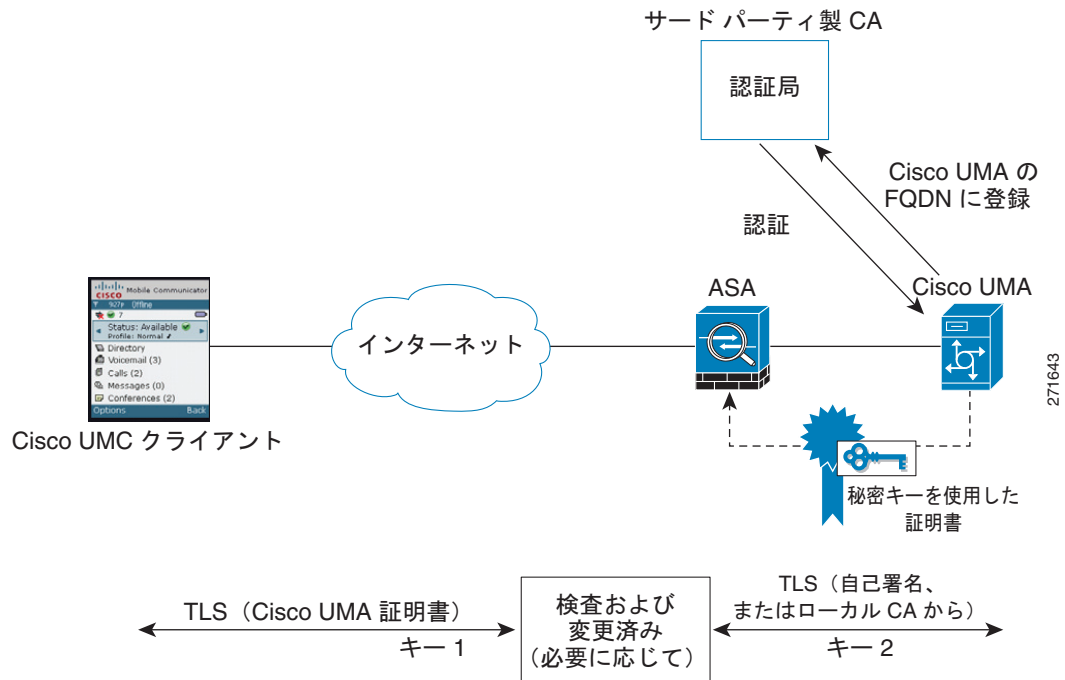 サード パーティ製 CA
認証局
Cisco UMA の
FQDN に登録
認証
ASA
Cisco UMA
CISCO
Mobile Communicator
927P Offline
7
Status: Available
Profile: Normal
Directory
Voicemail (3)
Calls (2)
Messages (0)
Conferences (2)
Options
Back
インターネット
271643
Cisco UMC クライアント
秘密キーを使用した
証明書
TLS（Cisco UMA 証明書）
キー 1
検査および
変更済み
（必要に応じて）
TLS（自己署名、
またはローカル CA から）
キー 2